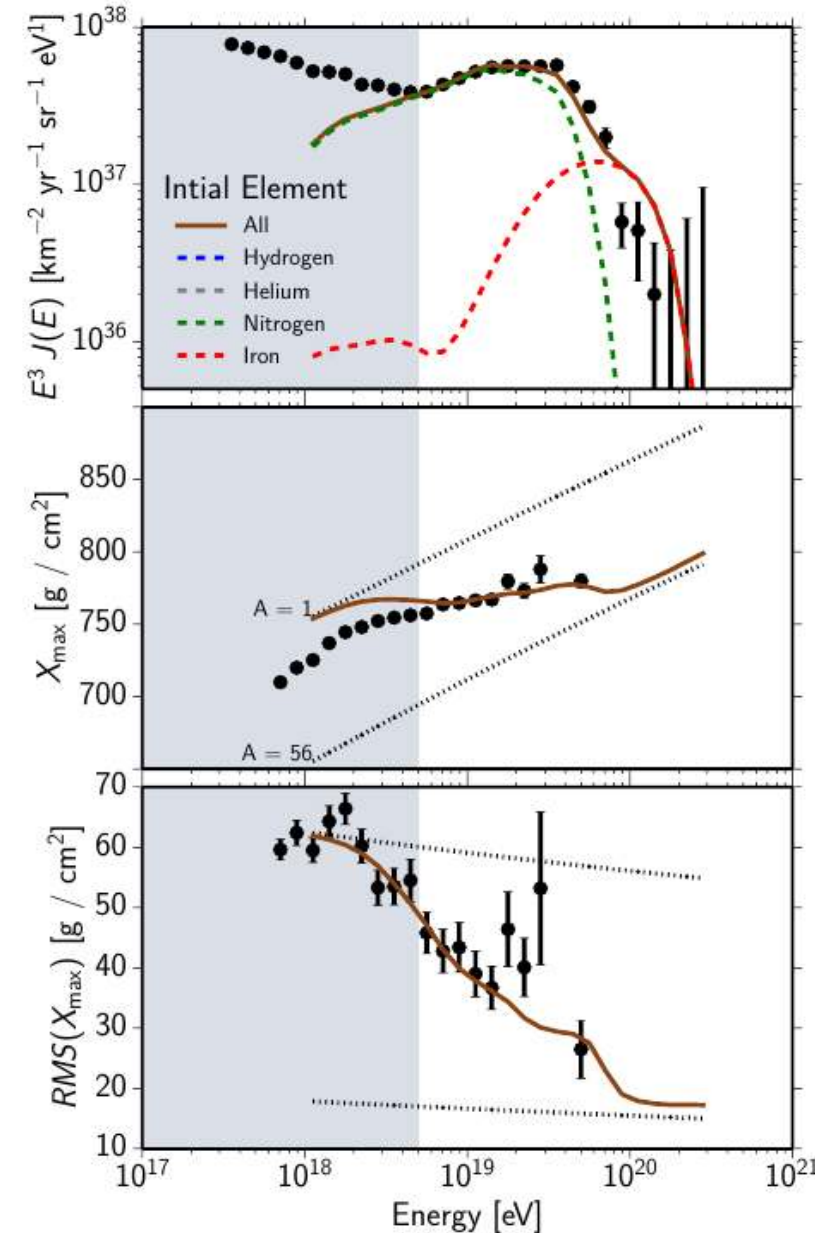 10^38
10^37
10^36
E^3 J(E) [km^−2 yr^−1 sr^−1 eV^1]
Intial Element
All
Hydrogen
Helium
Nitrogen
Iron
850
800
750
700
X_max [g / cm^2]
A = 1
A = 56
70
60
50
40
30
20
10
RMS(X_max) [g / cm^2]
10^17 10^18 10^19 10^20 10^21
Energy [eV]